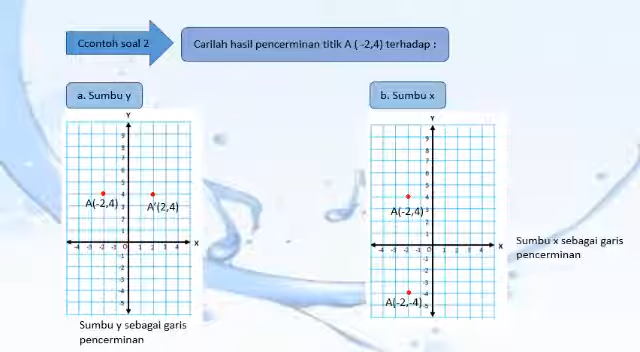 Ccontoh soal 2
Carilah hasil pencerminan titik A ( -2,4) terhadap :
a. Sumbu y
b. Sumbu x
Y
A(-2,4)
A'(2,4)
X
Sumbu y sebagai garis
pencerminan
Y
A(-2,4)
X
A(-2,-4)
Sumbu x sebagai garis
pencerminan